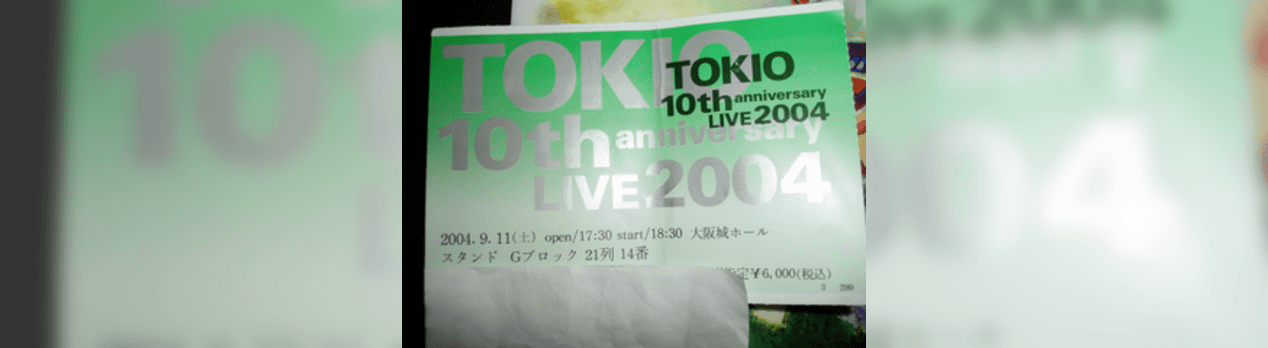 TOKIO
10th anniversary
LIVE 2004
TOKIO
10th anniversary
LIVE 2004
2004. 9. 11(土) open/17:30 start/18:30 大阪城ホール
スタンド Gブロック 21列 14番
定¥6,000(税込)
3